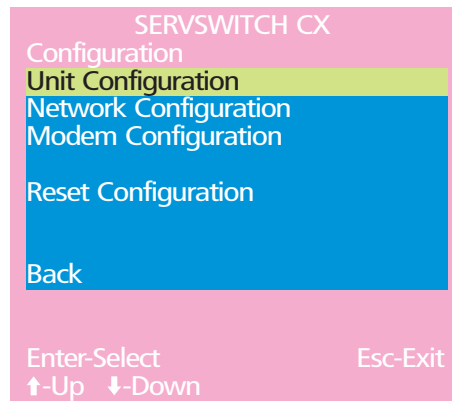 SERVSWITCH CX
Configuration
Unit Configuration
Network Configuration
Modem Configuration
Reset Configuration
Back
Enter-Select Esc-Exit
↑-Up ↓-Down